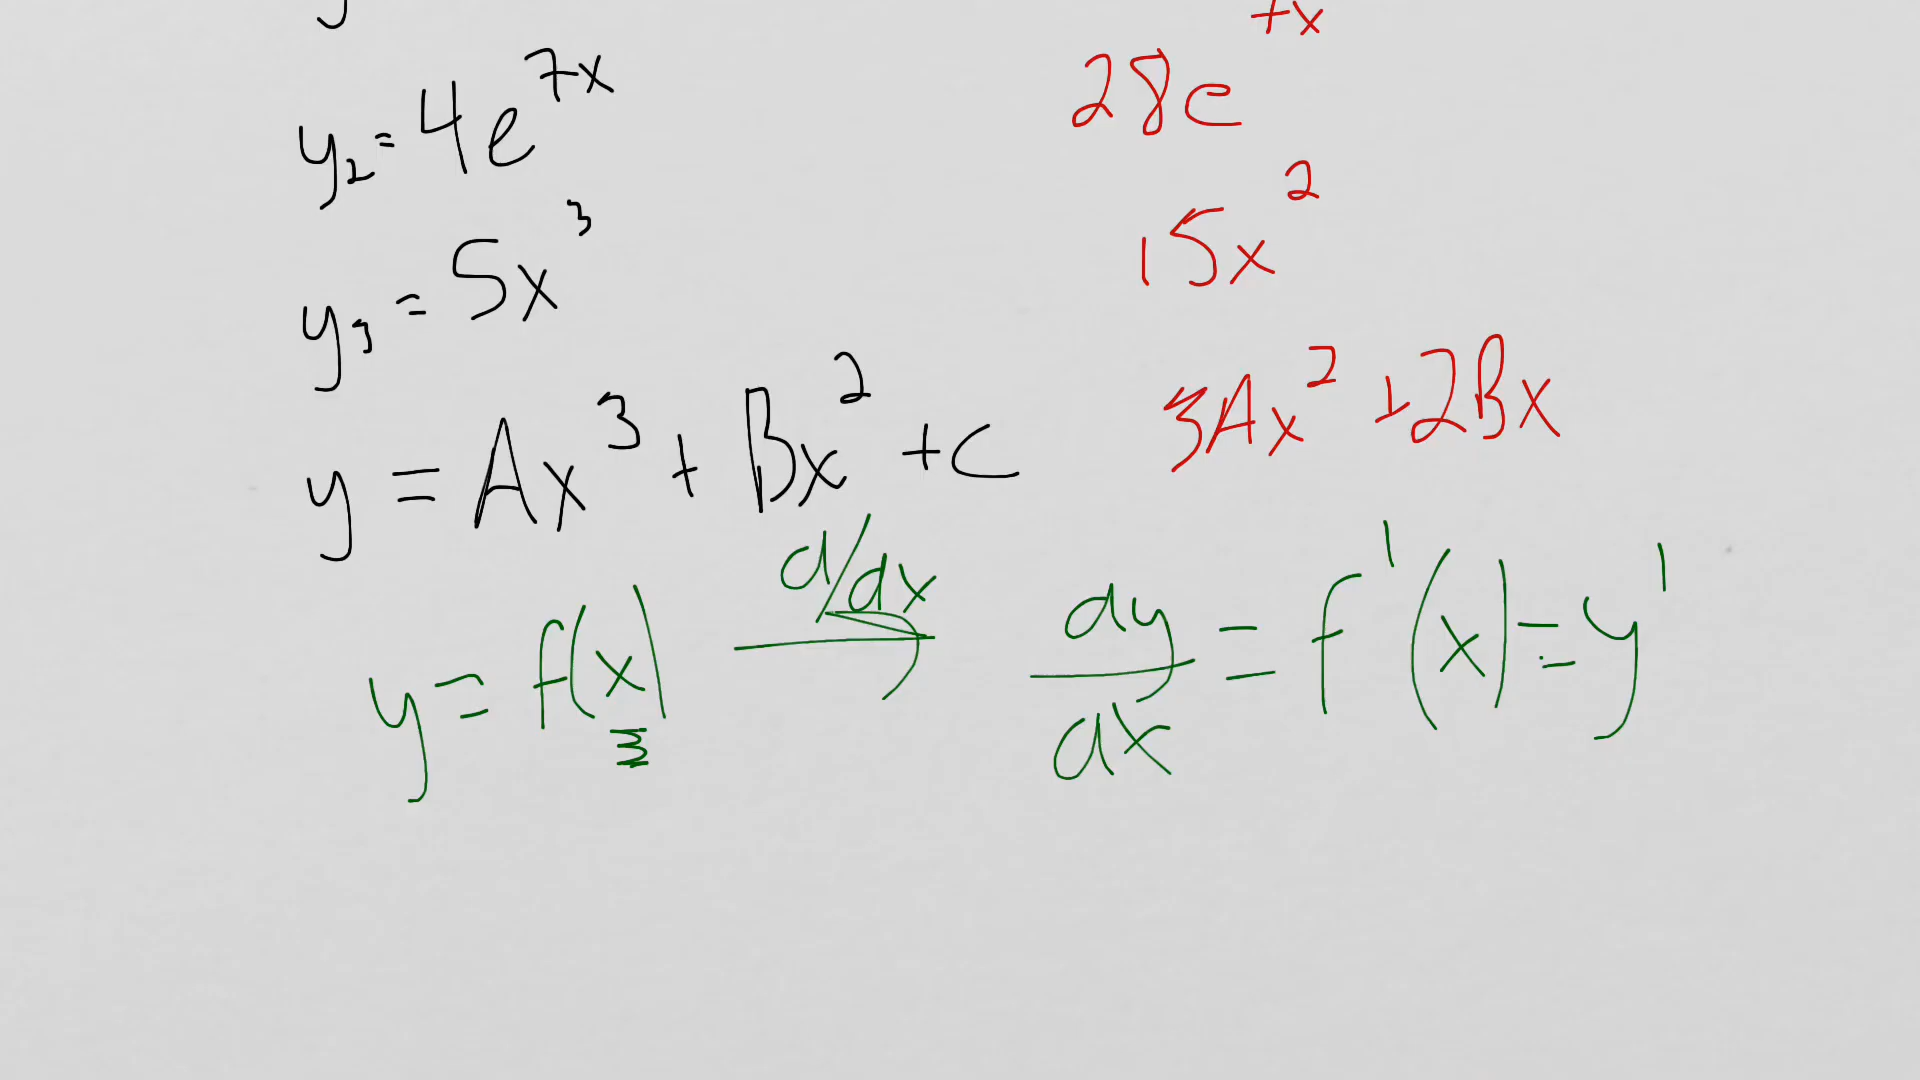 y₂ = 4e^7x
28e^7x
y₃ = 5x³
15x²
y = Ax³ + Bx² + C
3Ax² + 2Bx
y = f(x) d/dx dy/dx = f'(x) = y'